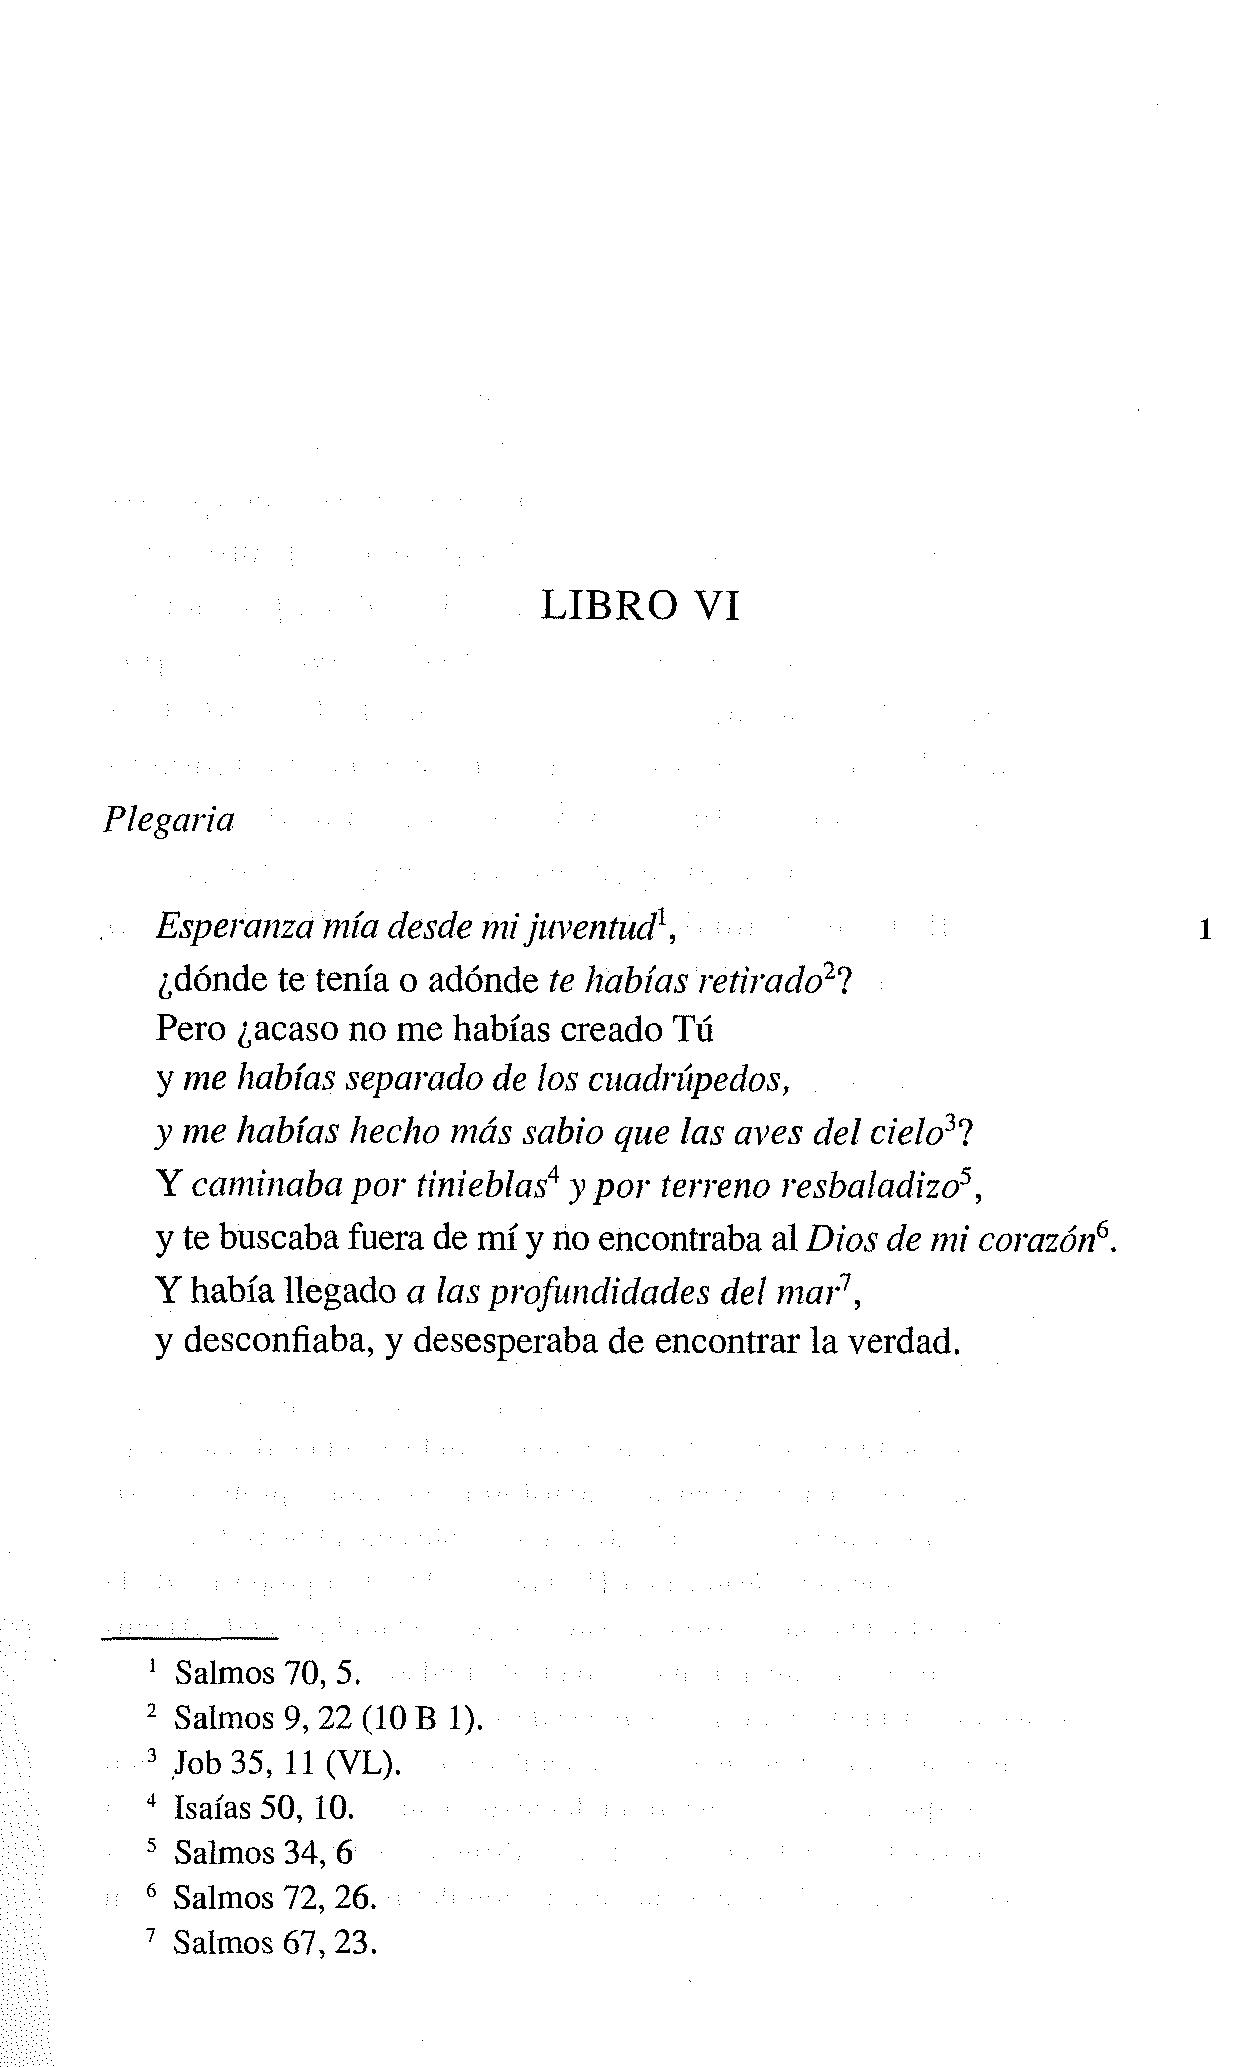 LIBRO VI
Plegaria
Esperanza mía desde mi juventud¹, 1
¿dónde te tenía o adónde te habías retirado²?
Pero ¿acaso no me habías creado Tú
y me habías separado de los cuadrúpedos,
y me habías hecho más sabio que las aves del cielo³?
Y caminaba por tinieblas⁴ y por terreno resbaladizo⁵,
y te buscaba fuera de mí y no encontraba al Dios de mi corazón⁶.
Y había llegado a las profundidades del mar⁷,
y desconfiaba, y desesperaba de encontrar la verdad.
¹ Salmos 70, 5.
² Salmos 9, 22 (10 B 1).
³ Job 35, 11 (VL).
⁴ Isaías 50, 10.
⁵ Salmos 34, 6
⁶ Salmos 72, 26.
⁷ Salmos 67, 23.